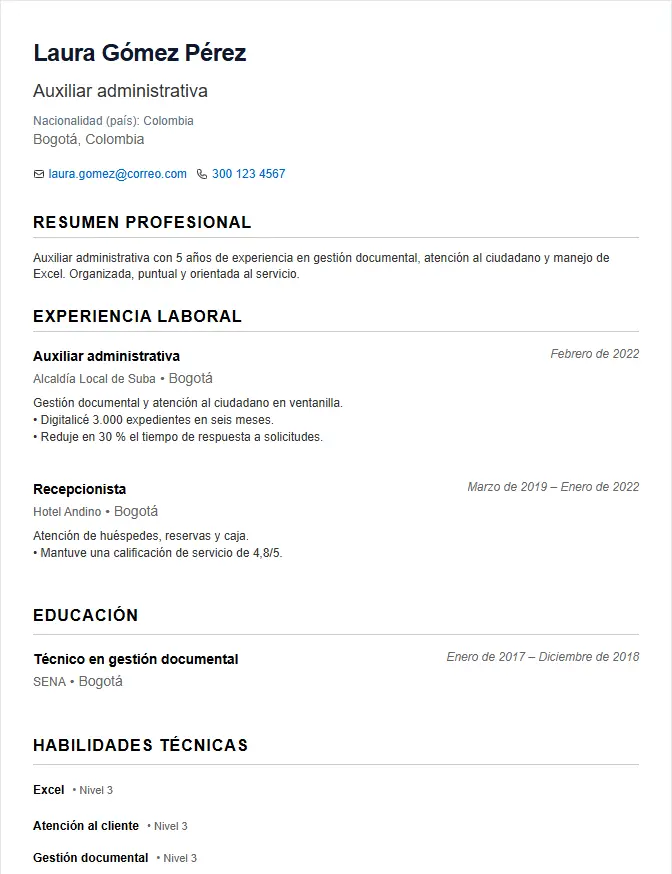 Laura Gómez Pérez
Auxiliar administrativa
Nacionalidad (país): Colombia
Bogotá, Colombia
laura.gomez@correo.com 300 123 4567
RESUMEN PROFESIONAL
Auxiliar administrativa con 5 años de experiencia en gestión documental, atención al ciudadano y manejo de
Excel. Organizada, puntual y orientada al servicio.
EXPERIENCIA LABORAL
Auxiliar administrativa Febrero de 2022
Alcaldía Local de Suba • Bogotá
Gestión documental y atención al ciudadano en ventanilla.
• Digitalicé 3.000 expedientes en seis meses.
• Reduje en 30 % el tiempo de respuesta a solicitudes.
Recepcionista Marzo de 2019 – Enero de 2022
Hotel Andino • Bogotá
Atención de huéspedes, reservas y caja.
• Mantuve una calificación de servicio de 4,8/5.
EDUCACIÓN
Técnico en gestión documental Enero de 2017 – Diciembre de 2018
SENA • Bogotá
HABILIDADES TÉCNICAS
Excel • Nivel 3
Atención al cliente • Nivel 3
Gestión documental • Nivel 3